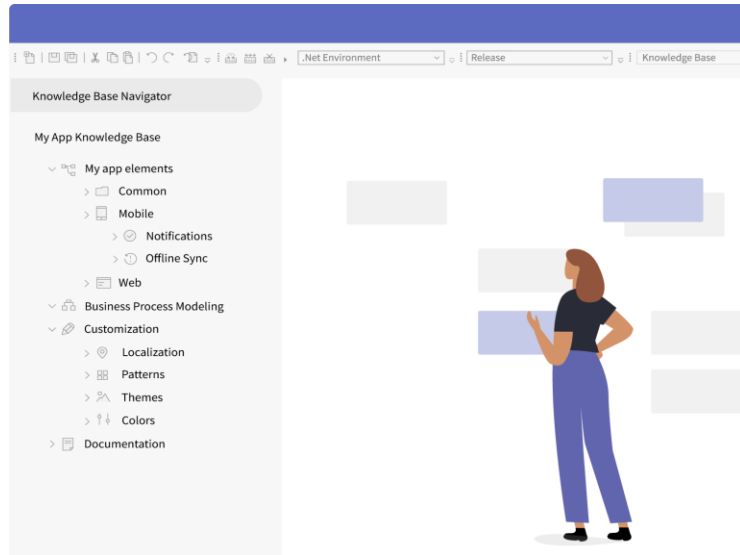 .Net Environment
Release
Knowledge Base
Knowledge Base Navigator
My App Knowledge Base
My app elements
Common
Mobile
Notifications
Offline Sync
Web
Business Process Modeling
Customization
Localization
Patterns
Themes
Colors
Documentation